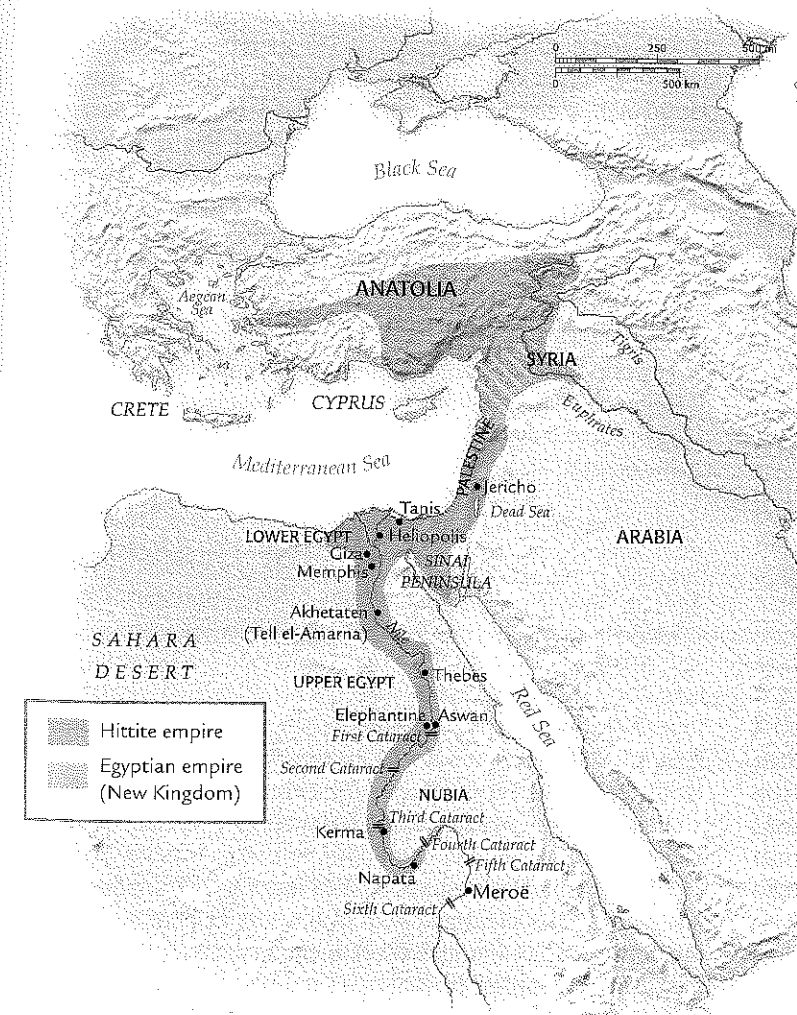 0 250 500 mi
0 500 km
Black Sea
ANATOLIA
Aegean
Sea
SYRIA
Tigris
CRETE
CYPRUS
Euphrates
PALESTINE
Mediterranean Sea
Jericho
Tanis
Dead Sea
LOWER EGYPT
Heliopolis
ARABIA
Giza
SINAI
Memphis
PENINSULA
Akhetaten
(Tell el-Amarna)
Nile
SAHARA
DESERT
Thebes
UPPER EGYPT
Red Sea
Elephantine
Aswan
First Cataract
Hittite empire
Egyptian empire
(New Kingdom)
Second Cataract
NUBIA
Third Cataract
Kerma
Fourth Cataract
Fifth Cataract
Napata
Meroë
Sixth Cataract